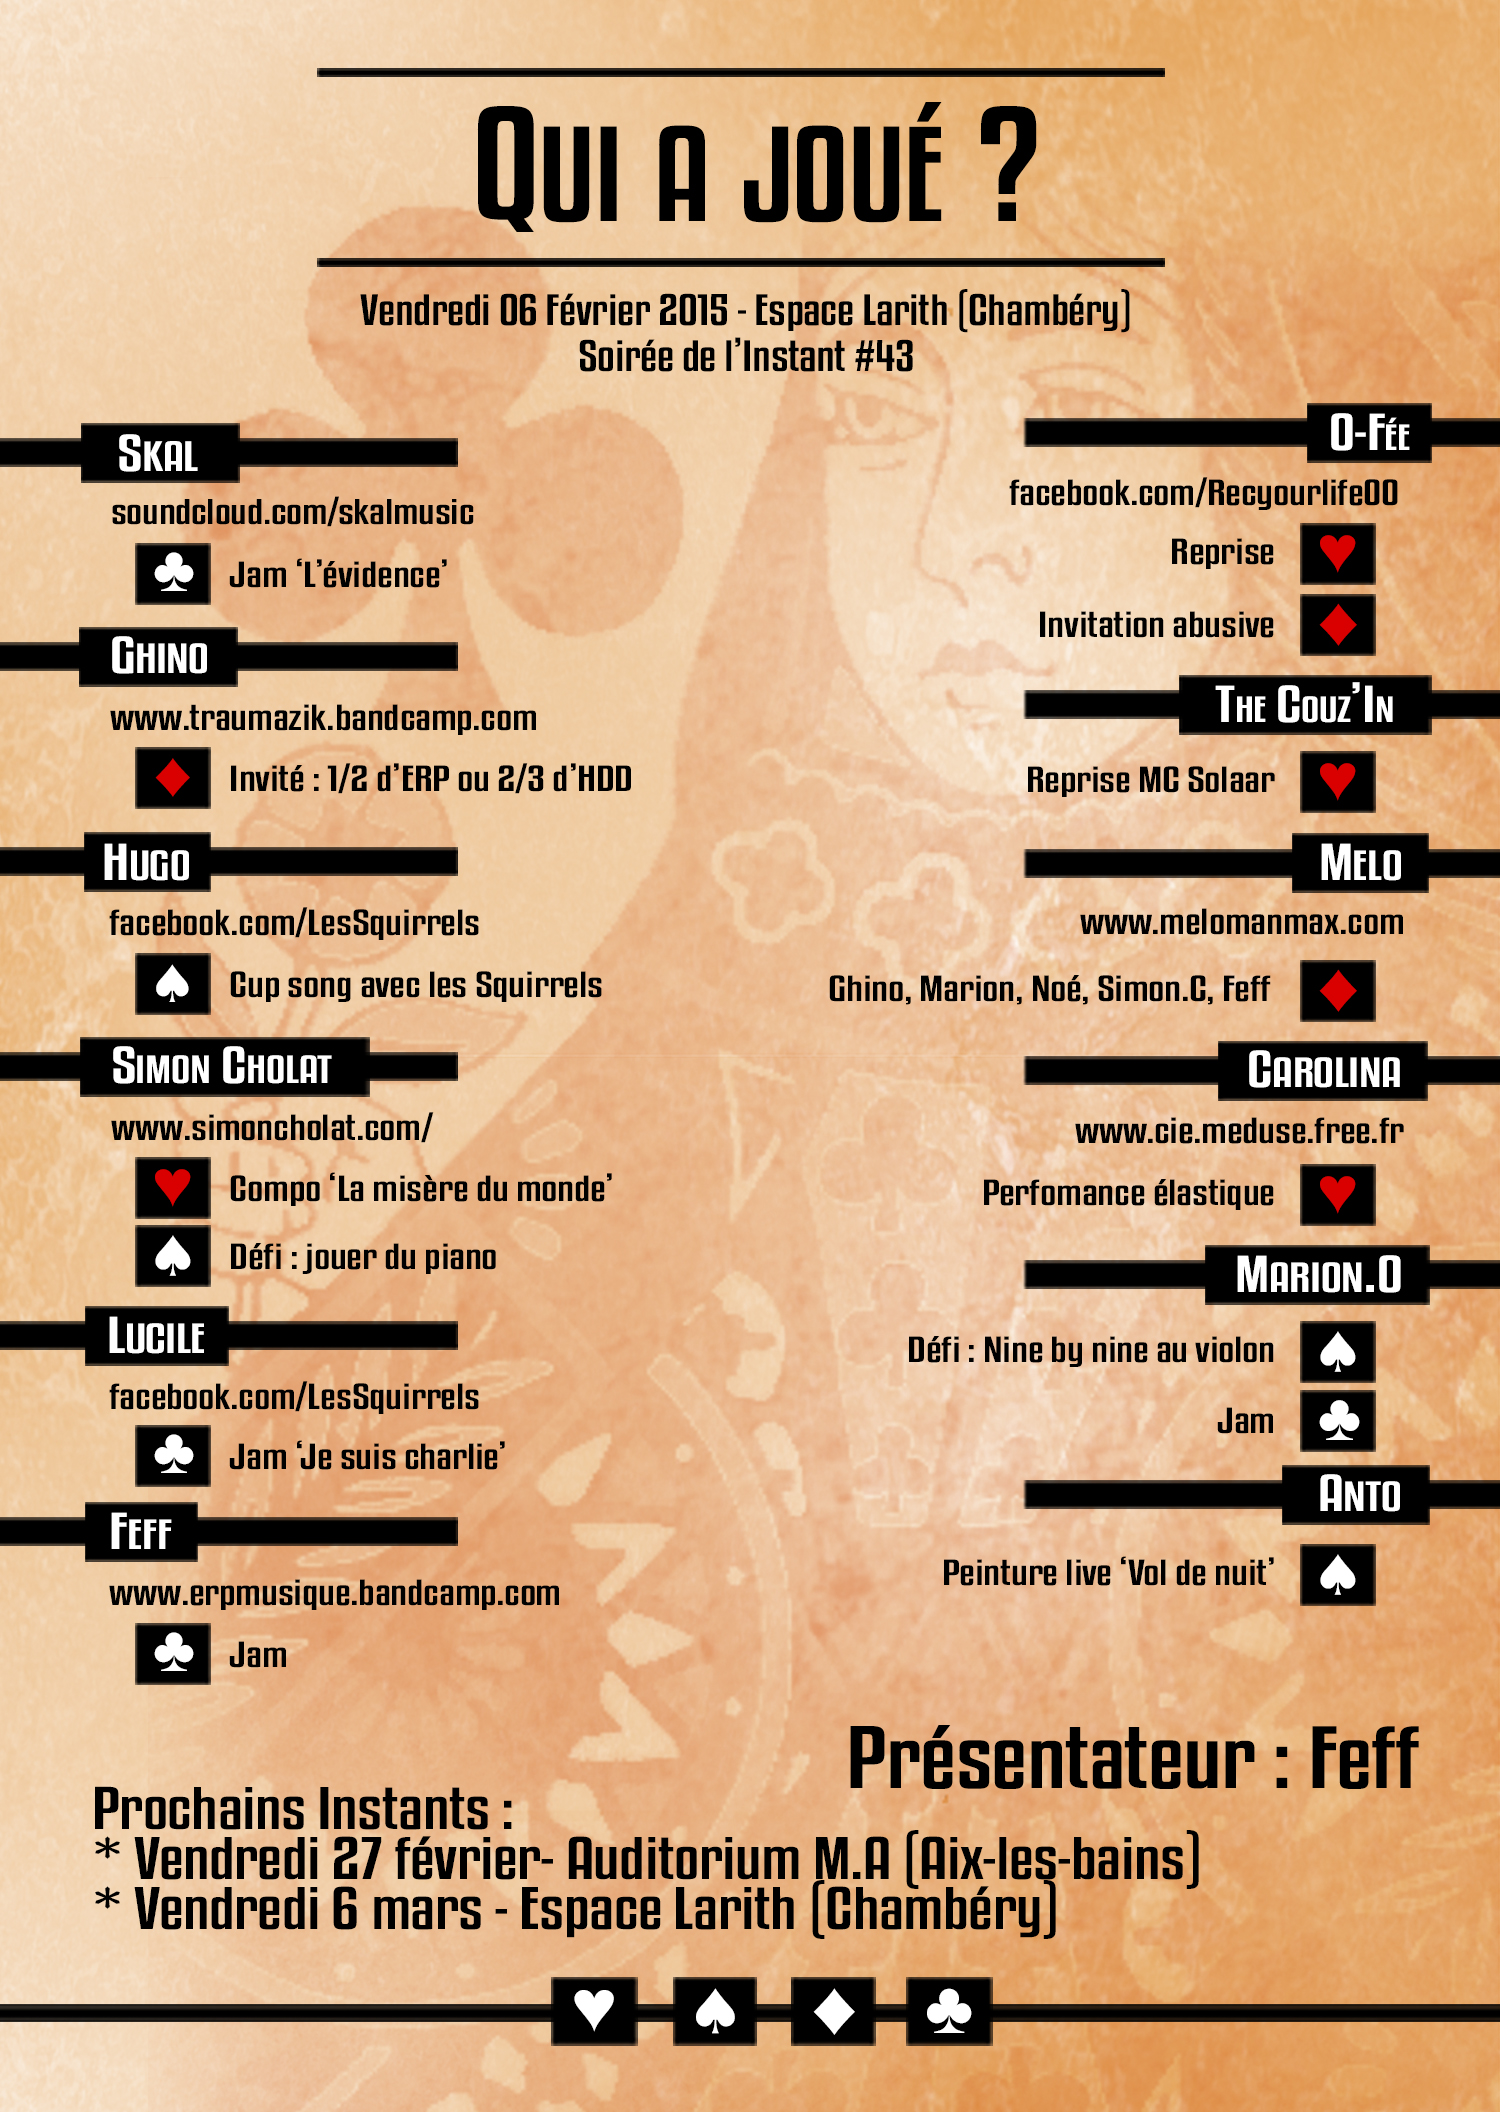 Qui a joué ?
Vendredi 06 Février 2015 - Espace Larith (Chambéry)
Soirée de l'Instant #43
Skal
soundcloud.com/skalmusic
Jam ‘L’évidence’
Ghino
www.traumazik.bandcamp.com
Invité : 1/2 d’ERP ou 2/3 d’HDD
Hugo
facebook.com/LesSquirrels
Cup song avec les Squirrels
Simon Cholat
www.simoncholat.com/
Compo ‘La misère du monde’
Défi : jouer du piano
Lucile
facebook.com/LesSquirrels
Jam ‘Je suis charlie’
Feff
www.erpmusique.bandcamp.com
Jam
O-Fée
facebook.com/Recyourlife00
Reprise
Invitation abusive
The Couz’In
Reprise MC Solaar
Melo
www.melomanmax.com
Ghino, Marion, Noé, Simon.C, Feff
Carolina
www.cie.meduse.free.fr
Perfomance élastique
Marion.O
Défi : Nine by nine au violon
Jam
Anto
Peinture live ‘Vol de nuit’
Présentateur : Feff
Prochains Instants :
* Vendredi 27 février- Auditorium M.A (Aix-les-bains)
* Vendredi 6 mars - Espace Larith (Chambéry)